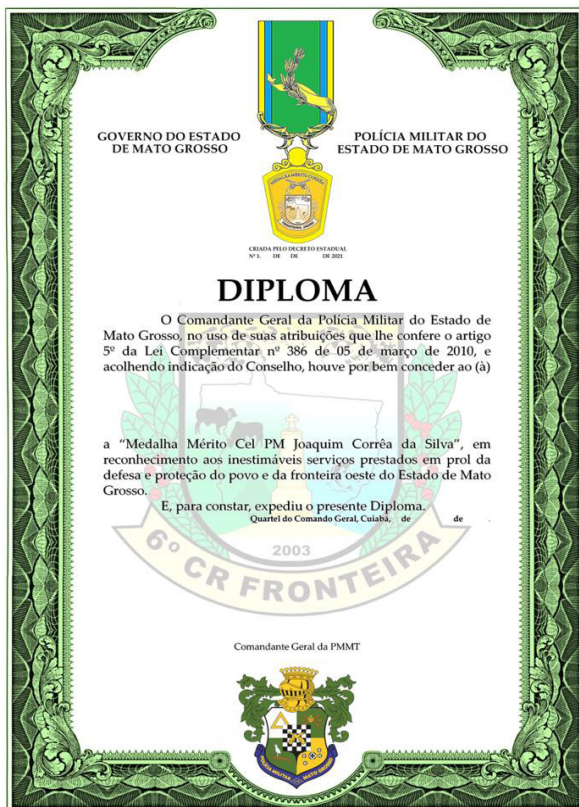 GOVERNO DO ESTADO
DE MATO GROSSO
POLÍCIA MILITAR DO
ESTADO DE MATO GROSSO
MEDALHA MÉRITO CORRÊA
CRIADA PELO DECRETO ESTADUAL
Nº 1. DE DE DE 2021
DIPLOMA
O Comandante Geral da Polícia Militar do Estado de
Mato Grosso, no uso de suas atribuições que lhe confere o artigo
5º da Lei Complementar nº 386 de 05 de março de 2010, e
acolhendo indicação do Conselho, houve por bem conceder ao (à)
a “Medalha Mérito Cel PM Joaquim Corrêa da Silva”, em
reconhecimento aos inestimáveis serviços prestados em prol da
defesa e proteção do povo e da fronteira oeste do Estado de Mato
Grosso.
E, para constar, expediu o presente Diploma.
Quartel do Comando Geral, Cuiabá, de de .
2003
6º CR FRONTEIRA
Comandante Geral da PMMT
POLÍCIA MILITAR MATO GROSSO